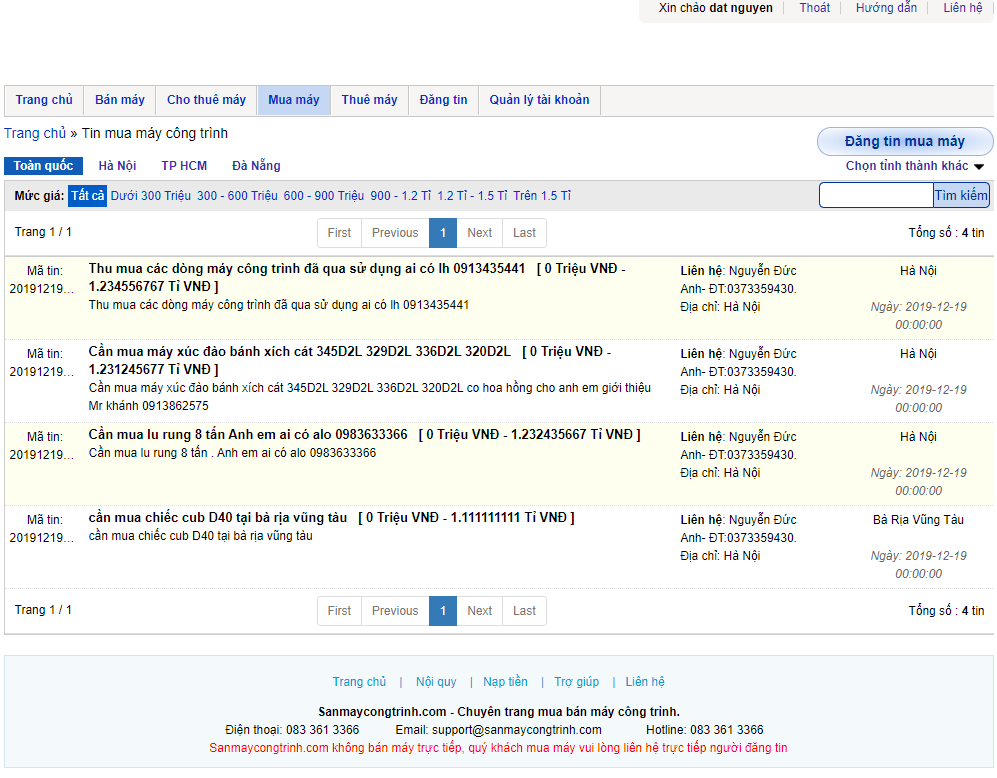 Xin chào dat nguyen Thoát Hướng dẫn Liên hệ
Trang chủ Bán máy Cho thuê máy Mua máy Thuê máy Đăng tin Quản lý tài khoản
Trang chủ » Tin mua máy công trình
Đăng tin mua máy
Toàn quốc Hà Nội TP HCM Đà Nẵng Chọn tỉnh thành khác
Mức giá: Tất cả Dưới 300 Triệu 300 - 600 Triệu 600 - 900 Triệu 900 - 1.2 Tỉ 1.2 Tỉ - 1.5 Tỉ Trên 1.5 Tỉ Tìm kiếm
Trang 1 / 1 First Previous 1 Next Last Tổng số : 4 tin
Mã tin:
20191219...
Thu mua các dòng máy công trình đã qua sử dụng ai có lh 0913435441 [ 0 Triệu VNĐ -
1.234556767 Tỉ VNĐ ]
Thu mua các dòng máy công trình đã qua sử dụng ai có lh 0913435441
Liên hệ: Nguyễn Đức
Anh- ĐT:0373359430.
Địa chỉ: Hà Nội
Hà Nội
Ngày: 2019-12-19
00:00:00
Mã tin:
20191219...
Cần mua máy xúc đào bánh xích cát 345D2L 329D2L 336D2L 320D2L [ 0 Triệu VNĐ -
1.231245677 Tỉ VNĐ ]
Cần mua máy xúc đào bánh xích cát 345D2L 329D2L 336D2L 320D2L co hoa hồng cho anh em giới thiệu
Mr khánh 0913862575
Liên hệ: Nguyễn Đức
Anh- ĐT:0373359430.
Địa chỉ: Hà Nội
Hà Nội
Ngày: 2019-12-19
00:00:00
Mã tin:
20191219...
Cần mua lu rung 8 tấn Anh em ai có alo 0983633366 [ 0 Triệu VNĐ - 1.232435667 Tỉ VNĐ ]
Cần mua lu rung 8 tấn . Anh em ai có alo 0983633366
Liên hệ: Nguyễn Đức
Anh- ĐT:0373359430.
Địa chỉ: Hà Nội
Hà Nội
Ngày: 2019-12-19
00:00:00
Mã tin:
20191219...
cần mua chiếc cub D40 tại bà rịa vũng tàu [ 0 Triệu VNĐ - 1.111111111 Tỉ VNĐ ]
cần mua chiếc cub D40 tại bà rịa vũng tàu
Liên hệ: Nguyễn Đức
Anh- ĐT:0373359430.
Địa chỉ: Hà Nội
Bà Rịa Vũng Tàu
Ngày: 2019-12-19
00:00:00
Trang 1 / 1 First Previous 1 Next Last Tổng số : 4 tin
Trang chủ | Nội quy | Nạp tiền | Trợ giúp | Liên hệ
Sanmaycongtrinh.com - Chuyên trang mua bán máy công trình.
Điện thoại: 083 361 3366 Email: support@sanmaycongtrinh.com Hotline: 083 361 3366
Sanmaycongtrinh.com không bán máy trực tiếp, quý khách mua máy vui lòng liên hệ trực tiếp người đăng tin